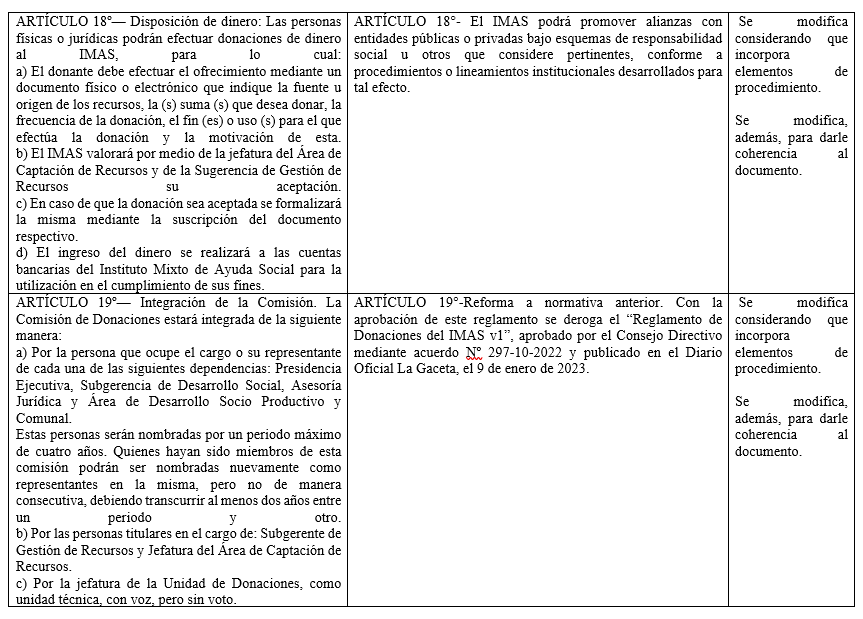 ARTÍCULO 18º— Disposición de dinero: Las personas
físicas o jurídicas podrán efectuar donaciones de dinero
al IMAS, para lo cual:
a) El donante debe efectuar el ofrecimiento mediante un
documento físico o electrónico que indique la fuente u
origen de los recursos, la (s) suma (s) que desea donar, la
frecuencia de la donación, el fin (es) o uso (s) para el que
efectúa la donación y la motivación de esta.
b) El IMAS valorará por medio de la jefatura del Área de
Captación de Recursos y de la Sugerencia de Gestión de
Recursos su aceptación.
c) En caso de que la donación sea aceptada se formalizará
la misma mediante la suscripción del documento
respectivo.
d) El ingreso del dinero se realizará a las cuentas
bancarias del Instituto Mixto de Ayuda Social para la
utilización en el cumplimiento de sus fines.
ARTÍCULO 18°- El IMAS podrá promover alianzas con
entidades públicas o privadas bajo esquemas de responsabilidad
social u otros que considere pertinentes, conforme a
procedimientos o lineamientos institucionales desarrollados para
tal efecto.
Se modifica
considerando que
incorpora
elementos de
procedimiento.
Se modifica,
además, para darle
coherencia al
documento.
ARTÍCULO 19º— Integración de la Comisión. La
Comisión de Donaciones estará integrada de la siguiente
manera:
a) Por la persona que ocupe el cargo o su representante
de cada una de las siguientes dependencias: Presidencia
Ejecutiva, Subgerencia de Desarrollo Social, Asesoría
Jurídica y Área de Desarrollo Socio Productivo y
Comunal.
Estas personas serán nombradas por un periodo máximo
de cuatro años. Quienes hayan sido miembros de esta
comisión podrán ser nombradas nuevamente como
representantes en la misma, pero no de manera
consecutiva, debiendo transcurrir al menos dos años entre
un periodo y otro.
b) Por las personas titulares en el cargo de: Subgerente de
Gestión de Recursos y Jefatura del Área de Captación de
Recursos.
c) Por la jefatura de la Unidad de Donaciones, como
unidad técnica, con voz, pero sin voto.
ARTÍCULO 19°-Reforma a normativa anterior. Con la
aprobación de este reglamento se deroga el “Reglamento de
Donaciones del IMAS v1”, aprobado por el Consejo Directivo
mediante acuerdo Nº 297-10-2022 y publicado en el Diario
Oficial La Gaceta, el 9 de enero de 2023.
Se modifica
considerando que
incorpora
elementos de
procedimiento.
Se modifica,
además, para darle
coherencia al
documento.